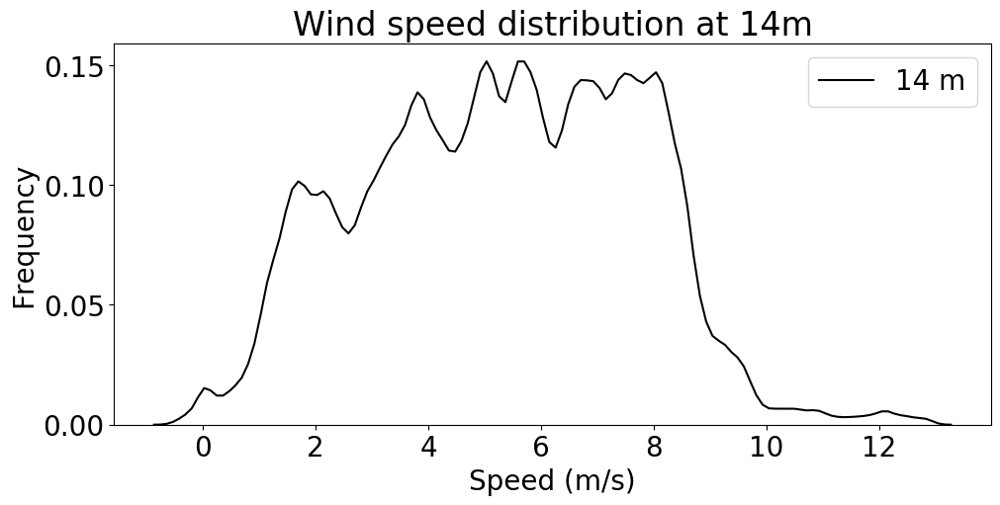 Wind speed distribution at 14m
14 m
Frequency
0.15
0.10
0.05
0.00
0 2 4 6 8 10 12
Speed (m/s)